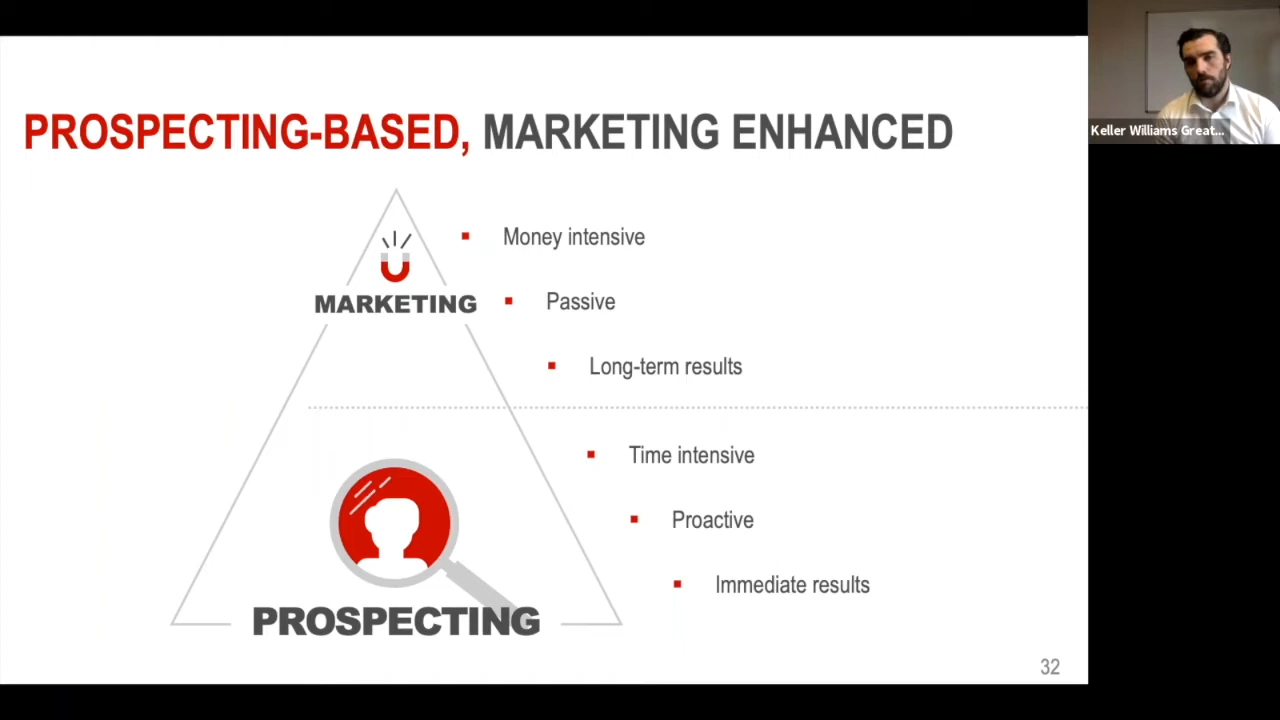 PROSPECTING-BASED, MARKETING ENHANCED
MARKETING
Money intensive
Passive
Long-term results
Time intensive
Proactive
Immediate results
PROSPECTING
32
Keller Williams Great...